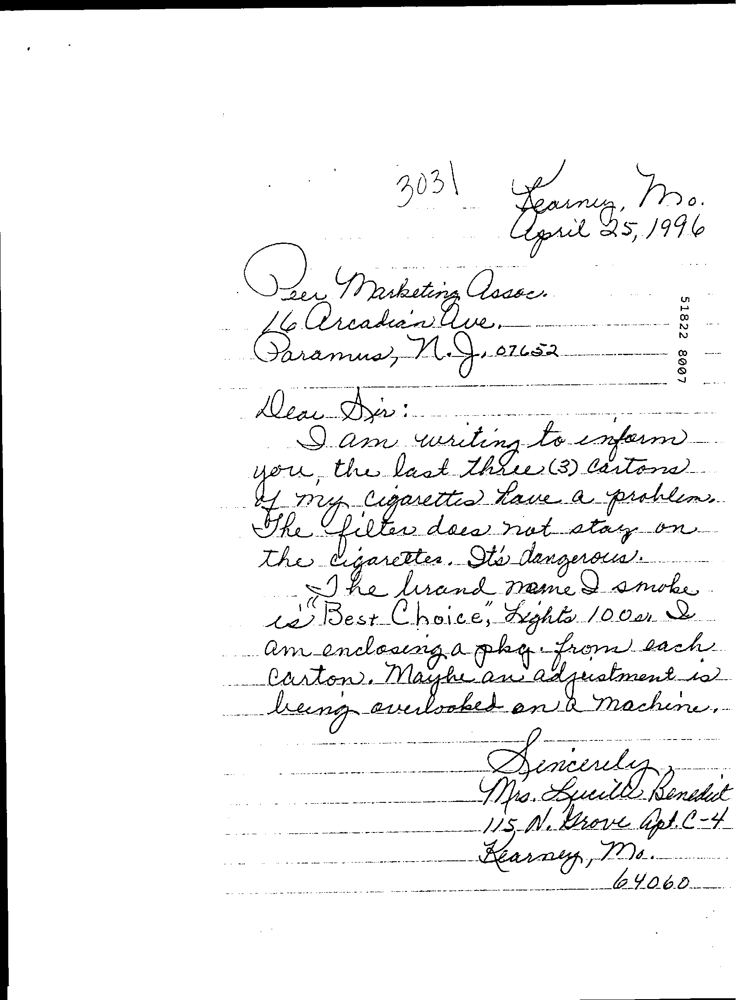 3031
Kearney, Mo.
April 25, 1996
Peer Marketing Assoc.
16 Arcadian Ave.
Paramus, N.J. 07652
51822 8007
Dear Sir:
I am writing to inform
you, the last three (3) cartons
of my cigarettes have a problem.
The filter does not stay on
the cigarettes. It's dangerous.
The brand name I smoke
is "Best Choice", Lights 100s. I
am enclosing a pkg. from each
carton. Maybe an adjustment is
being overlooked on a machine.
Sincerely,
Mrs. Lucille Benedict
115 N. Grove Apt. C-4
Kearney, Mo.
64060